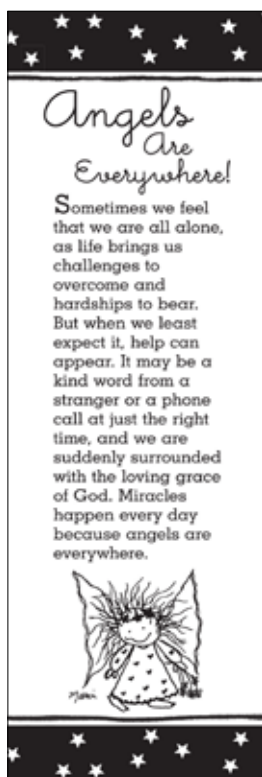 Angels
Are
Everywhere!
Sometimes we feel
that we are all alone,
as life brings us
challenges to
overcome and
hardships to bear.
But when we least
expect it, help can
appear. It may be a
kind word from a
stranger or a phone
call at just the right
time, and we are
suddenly surrounded
with the loving grace
of God. Miracles
happen every day
because angels are
everywhere.
Marci